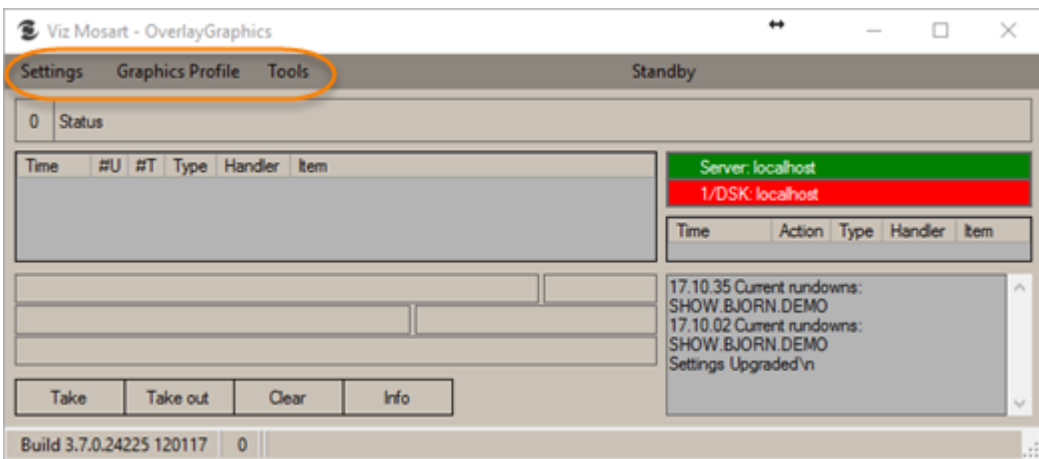 Viz Mosart - OverlayGraphics
Settings Graphics Profile Tools Standby
0 Status
Time #U #T Type Handler Item
Server: localhost
1/DSK: localhost
Time Action Type Handler Item
17.10.35 Current rundowns:
SHOW.BJORN.DEMO
17.10.02 Current rundowns:
SHOW.BJORN.DEMO
Settings Upgraded\n
Take Take out Clear Info
Build 3.7.0.24225 120117 0